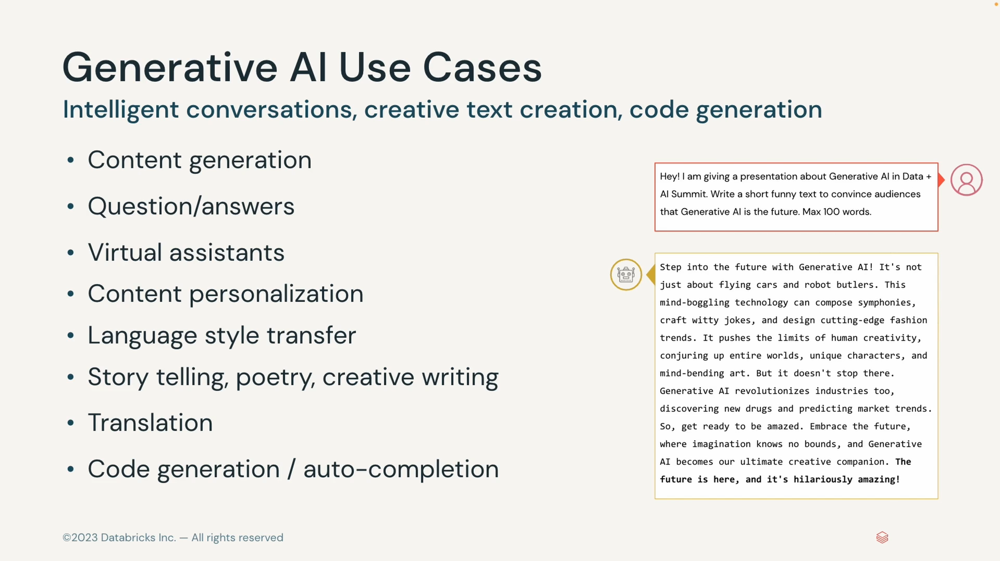 Generative AI Use Cases
Intelligent conversations, creative text creation, code generation
• Content generation
• Question/answers
• Virtual assistants
• Content personalization
• Language style transfer
• Story telling, poetry, creative writing
• Translation
• Code generation / auto-completion
Hey! I am giving a presentation about Generative AI in Data +
AI Summit. Write a short funny text to convince audiences
that Generative AI is the future. Max 100 words.
Step into the future with Generative AI! It's not
just about flying cars and robot butlers. This
mind-boggling technology can compose symphonies,
craft witty jokes, and design cutting-edge fashion
trends. It pushes the limits of human creativity,
conjuring up entire worlds, unique characters, and
mind-bending art. But it doesn't stop there.
Generative AI revolutionizes industries too,
discovering new drugs and predicting market trends.
So, get ready to be amazed. Embrace the future,
where imagination knows no bounds, and Generative
AI becomes our ultimate creative companion. The
future is here, and it's hilariously amazing!
©2023 Databricks Inc. — All rights reserved